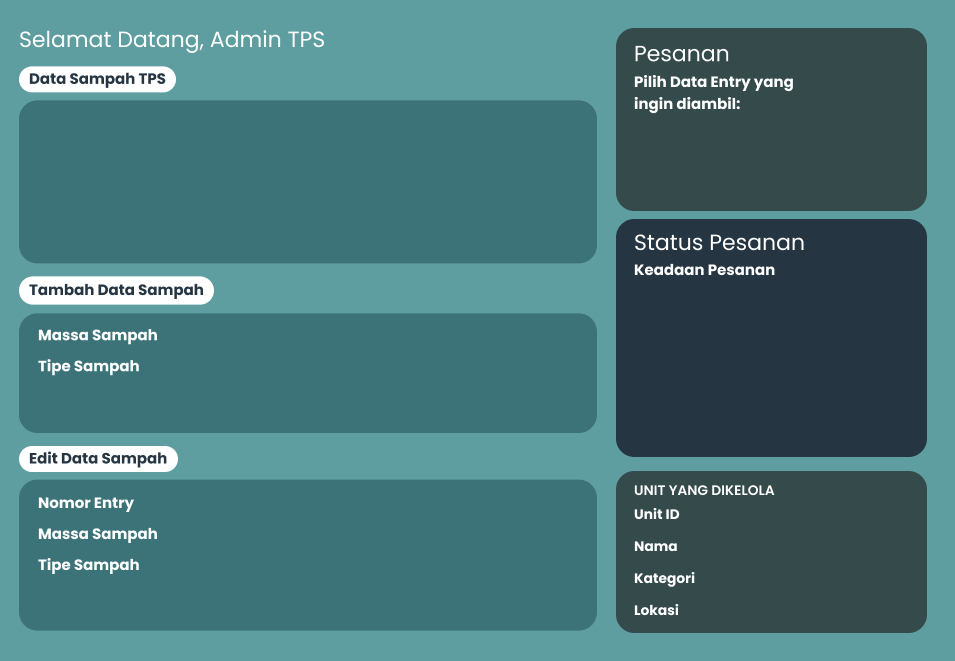 Selamat Datang, Admin TPS
Data Sampah TPS
Tambah Data Sampah
Massa Sampah
Tipe Sampah
Edit Data Sampah
Nomor Entry
Massa Sampah
Tipe Sampah
Pesanan
Pilih Data Entry yang
ingin diambil:
Status Pesanan
Keadaan Pesanan
UNIT YANG DIKELOLA
Unit ID
Nama
Kategori
Lokasi